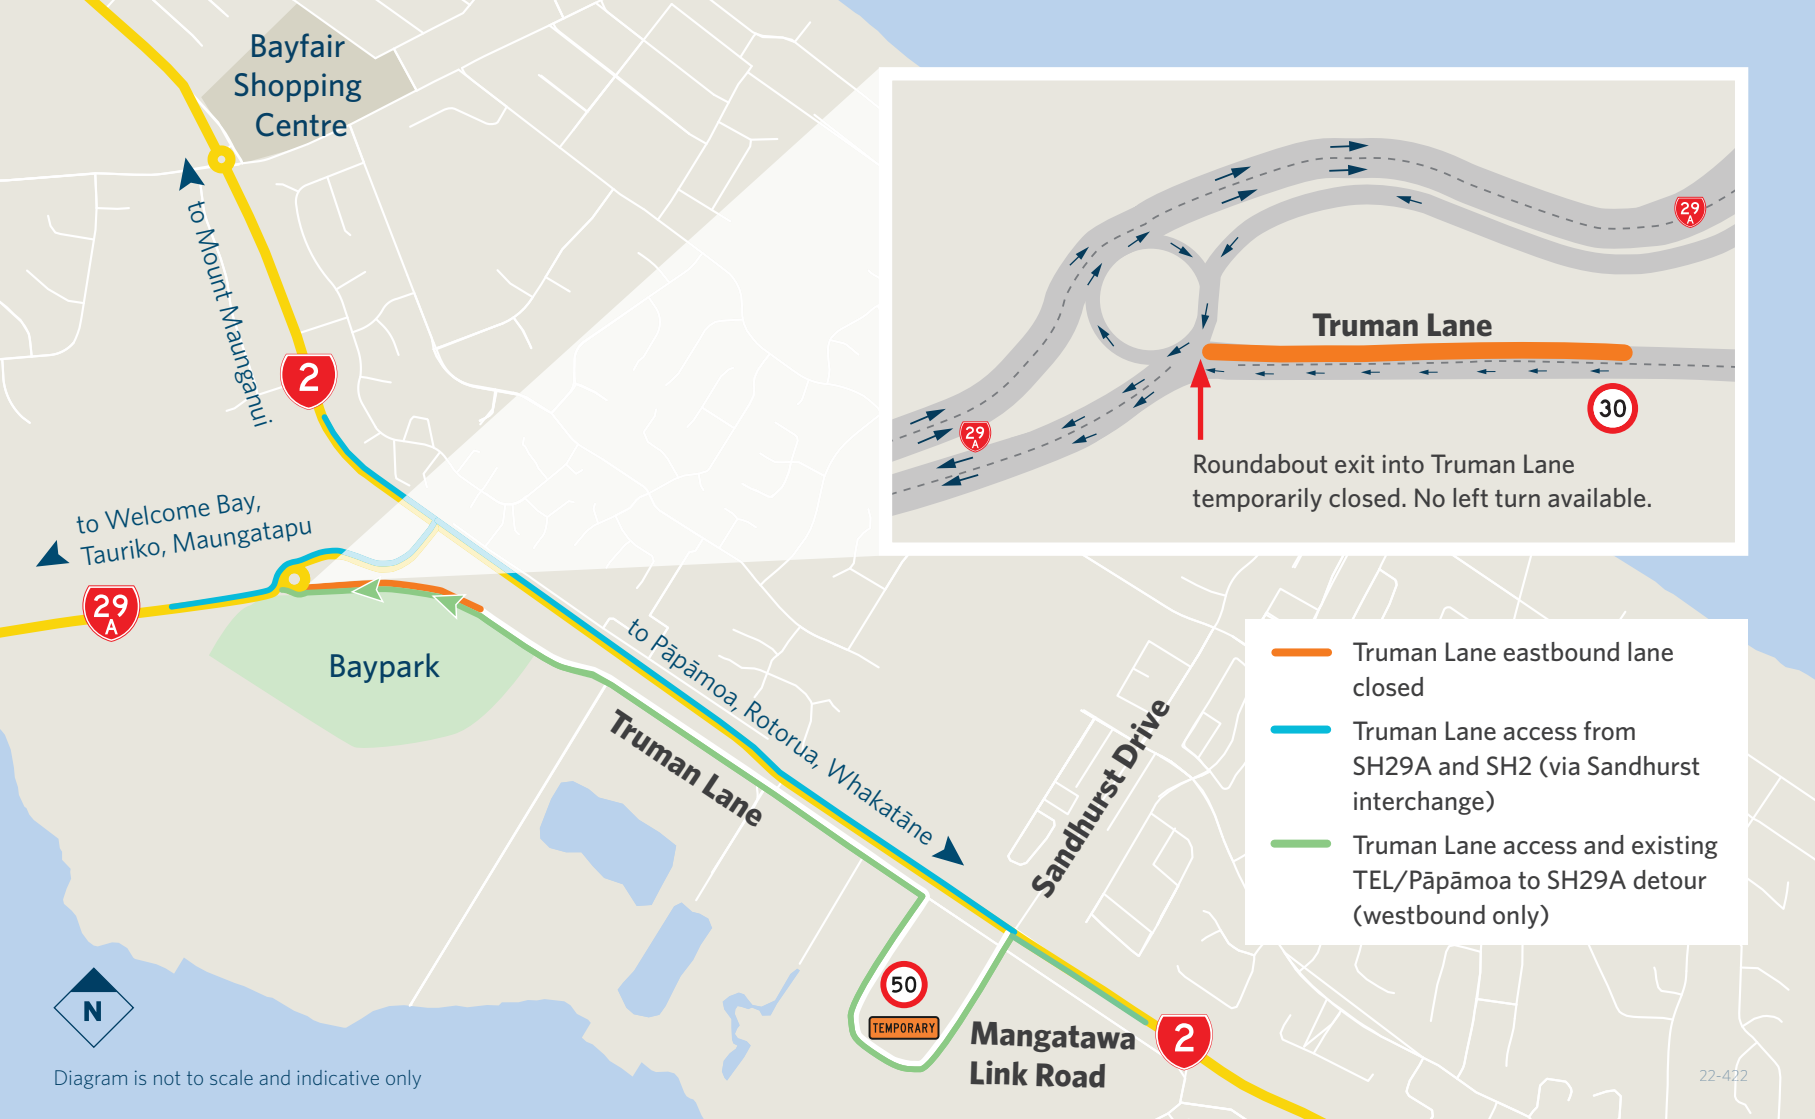 Bayfair
Shopping
Centre
to Mount Maunganui
2
to Welcome Bay,
Tauriko, Maungatapu
29
A
Baypark
29
A
Truman Lane
30
29
A
Roundabout exit into Truman Lane
temporarily closed. No left turn available.
to Pāpāmoa, Rotorua, Whakatāne
Truman Lane
Sandhurst Drive
Truman Lane eastbound lane
closed
Truman Lane access from
SH29A and SH2 (via Sandhurst
interchange)
Truman Lane access and existing
TEL/Pāpāmoa to SH29A detour
(westbound only)
50
TEMPORARY
Mangatawa
Link Road
2
N
Diagram is not to scale and indicative only
22-422